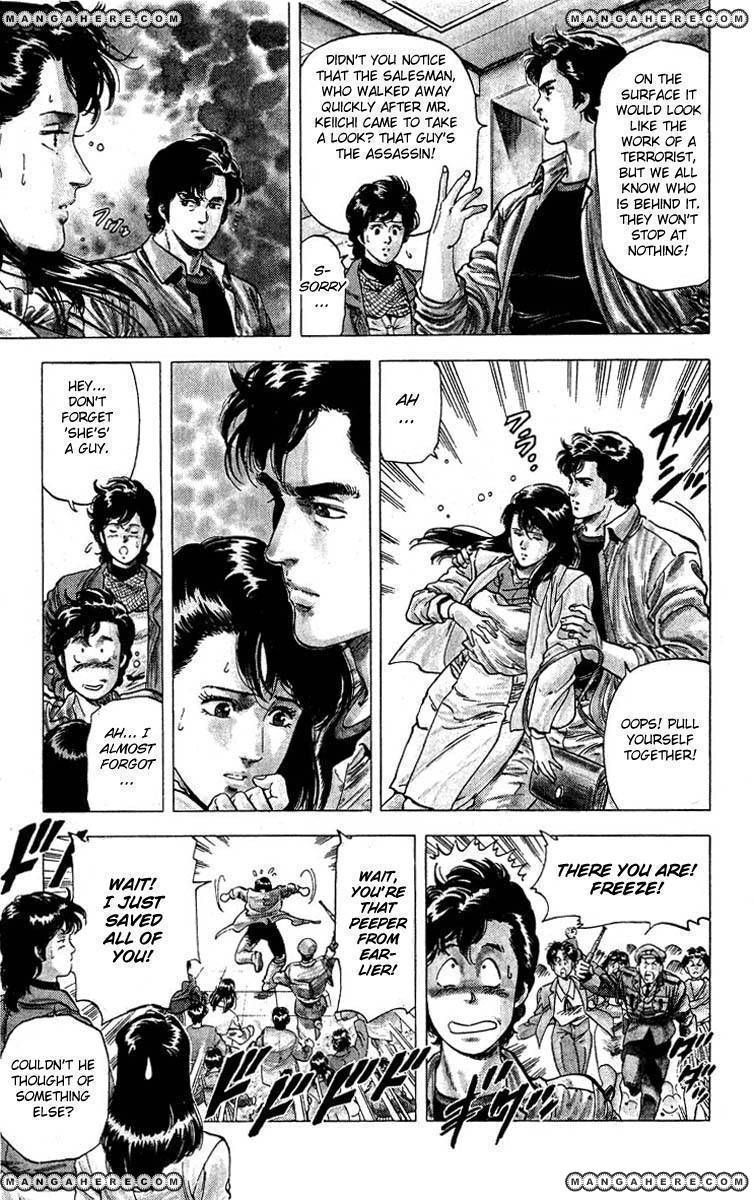 MANGAHERE.COM
MANGAHERE.COM
ON THE
SURFACE IT
WOULD LOOK
LIKE THE
WORK OF A
TERRORIST,
BUT WE ALL
KNOW WHO
IS BEHIND IT.
THEY WON'T
STOP AT
NOTHING!
DIDN'T YOU NOTICE
THAT THE SALESMAN,
WHO WALKED AWAY
QUICKLY AFTER MR.
KEIICHI CAME TO TAKE
A LOOK? THAT GUY'S
THE ASSASSIN!
S-
SORRY
...
AH
...
OOPS! PULL
YOURSELF
TOGETHER!
HEY...
DON'T
FORGET
'SHE'S'
A GUY.
AH... I
ALMOST
FORGOT
...
THERE YOU ARE!
FREEZE!
WAIT,
YOU'RE
THAT
PEEPER
FROM
EAR-
LIER!
WAIT!
I JUST
SAVED
ALL OF
YOU!
COULDN'T HE
THOUGHT OF
SOMETHING
ELSE?
MANGAHERE.COM
MANGAHERE.COM